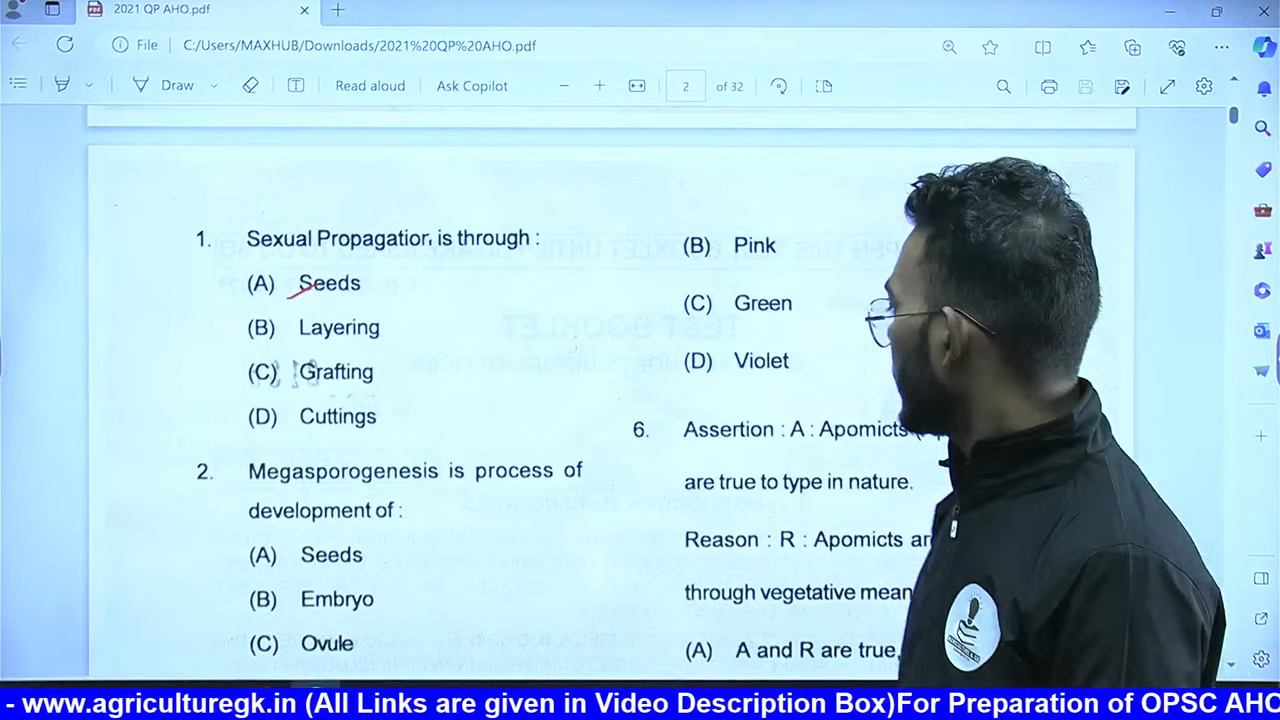 2021 QP AHO.pdf
File
C:/Users/MAXHUB/Downloads/2021%20QP%20AHO.pdf
Draw
Read aloud
Ask Copilot
2
of 32
1. Sexual Propagation is through :
(A) Seeds
(B) Layering
(C) Grafting
(D) Cuttings
2. Megasporogenesis is process of
development of :
(A) Seeds
(B) Embryo
(C) Ovule
(B) Pink
(C) Green
(D) Violet
6. Assertion : A : Apomicts
are true to type in nature.
Reason : R : Apomicts
through vegetative
(A) A and R are true,
- www.agriculturegk.in (All Links are given in Video Description Box)For Preparation of OPSC AHO